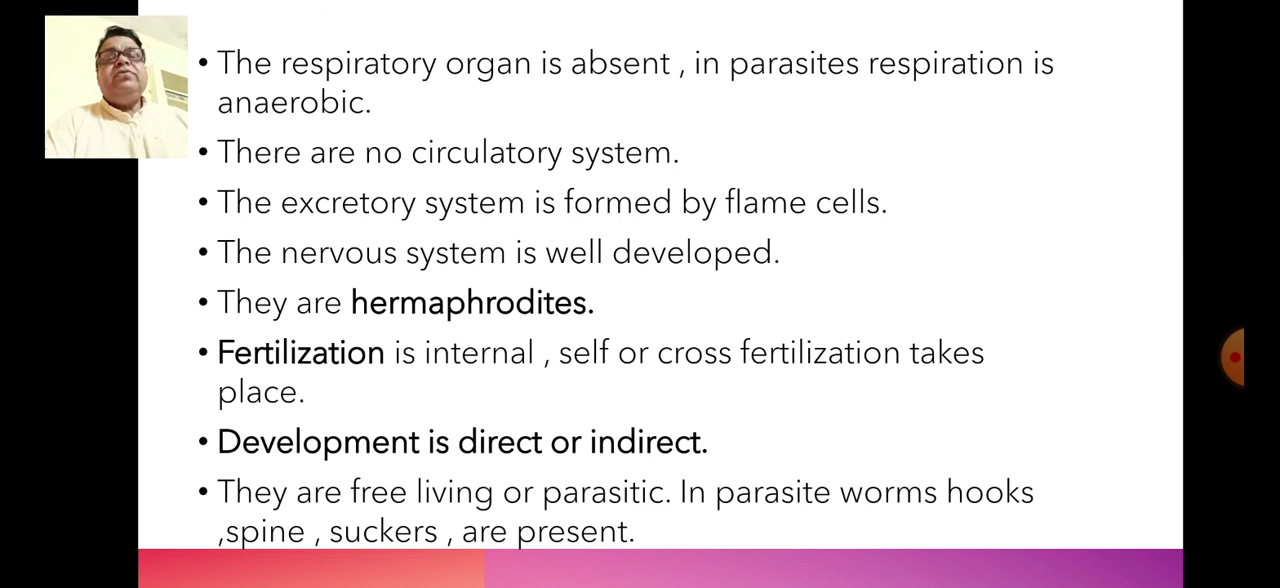 • The respiratory organ is absent , in parasites respiration is
anaerobic.
• There are no circulatory system.
• The excretory system is formed by flame cells.
• The nervous system is well developed.
• They are hermaphrodites.
• Fertilization is internal , self or cross fertilization takes
place.
• Development is direct or indirect.
• They are free living or parasitic. In parasite worms hooks
,spine , suckers , are present.